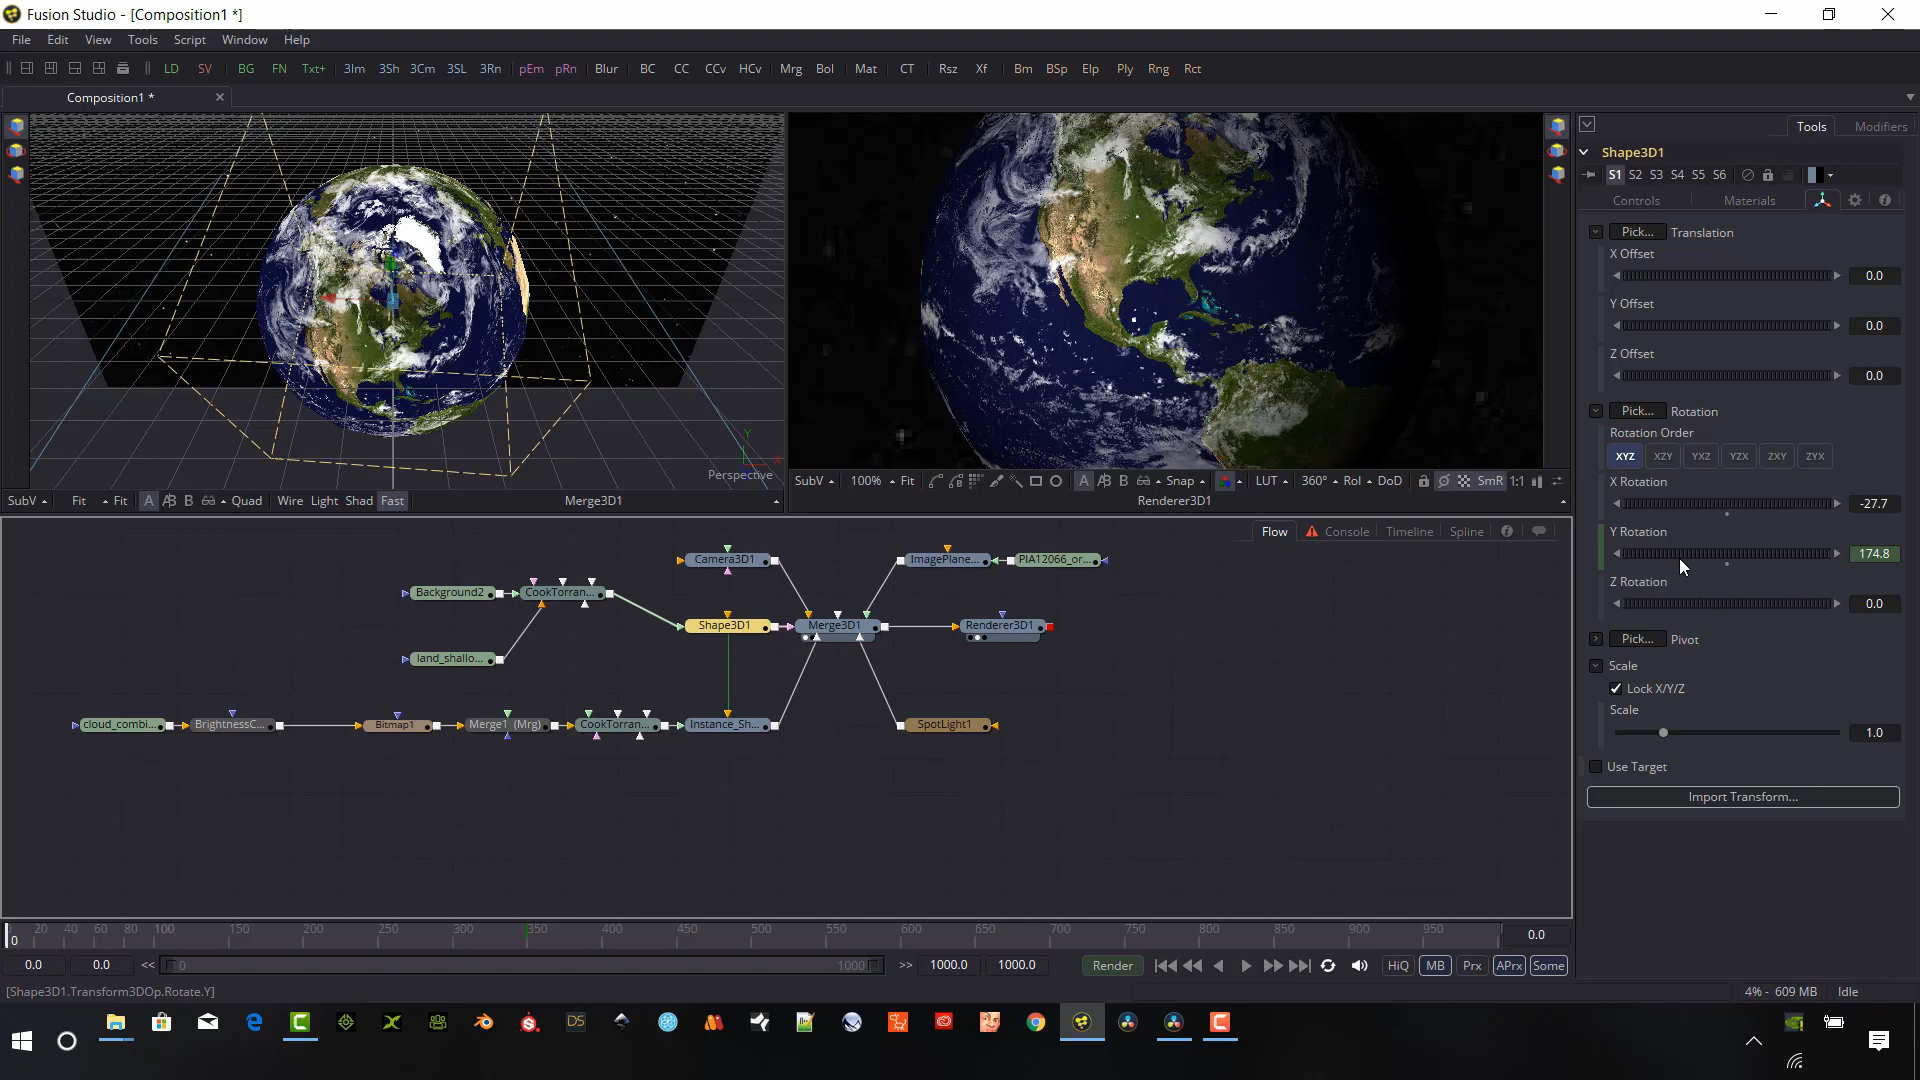 Fusion Studio - [Composition1 *]
File Edit View Tools Script Window Help
LD SV BG FN Txt+ 3Im 3Sh 3Cm 3SL 3Rn pEm pRn Blur BC CC CCv HCv Mrg Bol Mat CT Rsz Xf Bm BSp Elp Ply Rng Rct
Composition1 *
Tools Modifiers
Shape3D1
S1 S2 S3 S4 S5 S6
Controls Materials
Pick... Translation
X Offset
0.0
Y Offset
0.0
Z Offset
0.0
Pick... Rotation
Rotation Order
XYZ XZY YXZ YZX ZXY ZYX
X Rotation
-27.7
Y Rotation
174.8
Z Rotation
0.0
Pick... Pivot
Scale
Lock X/Y/Z
Scale
1.0
Use Target
Import Transform...
Y
X
Perspective
SubV Fit Fit A B Quad Wire Light Shad Fast Merge3D1
SubV 100% Fit A B Snap LUT 360° RoI DoD SmR 1:1
Renderer3D1
Flow Console Timeline Spline
Camera3D1 ImagePlane... PIA12066_or...
Background2 CookTorran...
Shape3D1 Merge3D1 Renderer3D1
land_shallo...
cloud_combi... BrightnessC... Bitmap1 Merge1 (Mrg) CookTorran... Instance_Sh... SpotLight1
0 20 40 60 80 100 150 200 250 300 350 400 450 500 550 600 650 700 750 800 850 900 950 0.0
0.0 0.0 << 0 1000 >> 1000.0 1000.0 Render HiQ MB Prx APrx Some
[Shape3D1.Transform3DOp.Rotate.Y] 4% - 609 MB Idle
DS